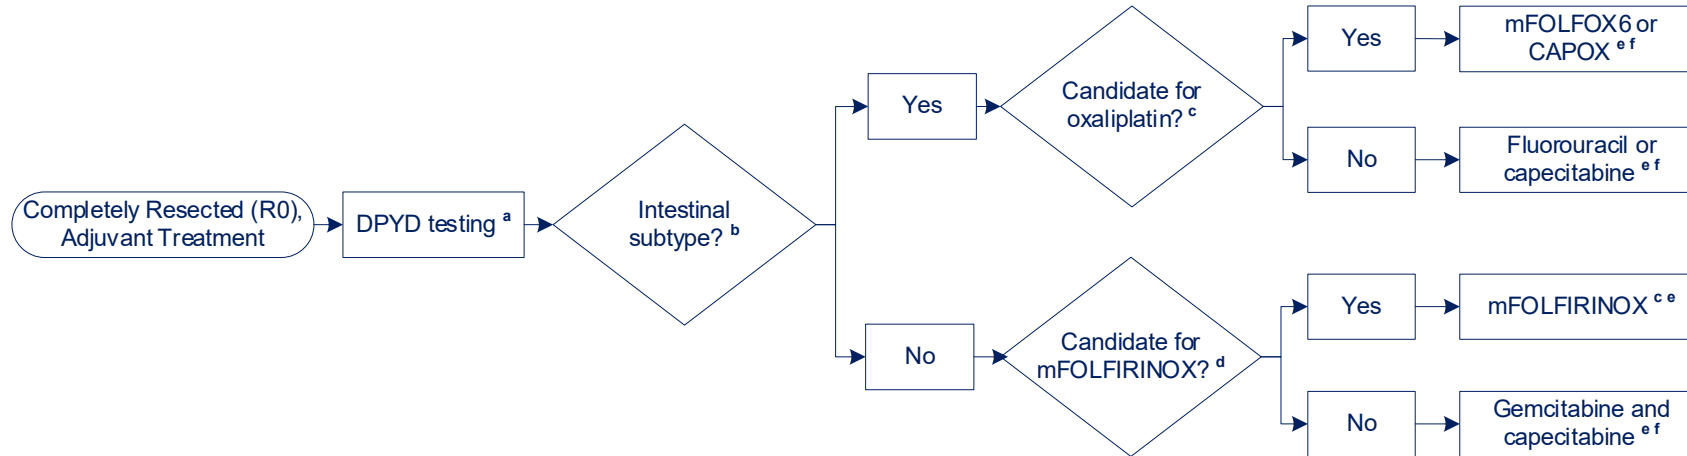 Completely Resected (R0),
Adjuvant Treatment
DPYD testing a
Intestinal
subtype? b
Yes
Candidate for
oxaliplatin? c
Yes
mFOLFOX6 or
CAPOX e f
No
Fluorouracil or
capecitabine e f
No
Candidate for
mFOLFIRINOX? d
Yes
mFOLFIRINOX c e
No
Gemcitabine and
capecitabine e f